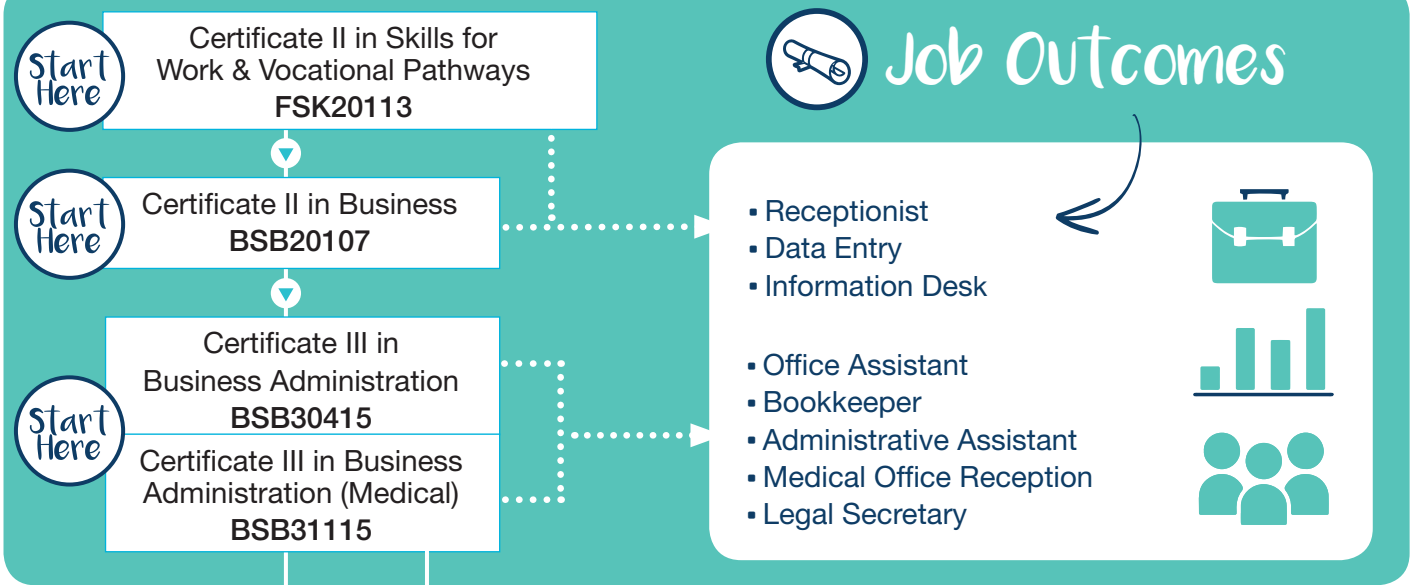 Start
Here
Certificate II in Skills for
Work & Vocational Pathways
FSK20113
Job Outcomes
Start
Here
Certificate II in Business
BSB20107
▪ Receptionist
▪ Data Entry
▪ Information Desk
Start
Here
Certificate III in
Business Administration
BSB30415
Certificate III in Business
Administration (Medical)
BSB31115
▪ Office Assistant
▪ Bookkeeper
▪ Administrative Assistant
▪ Medical Office Reception
▪ Legal Secretary